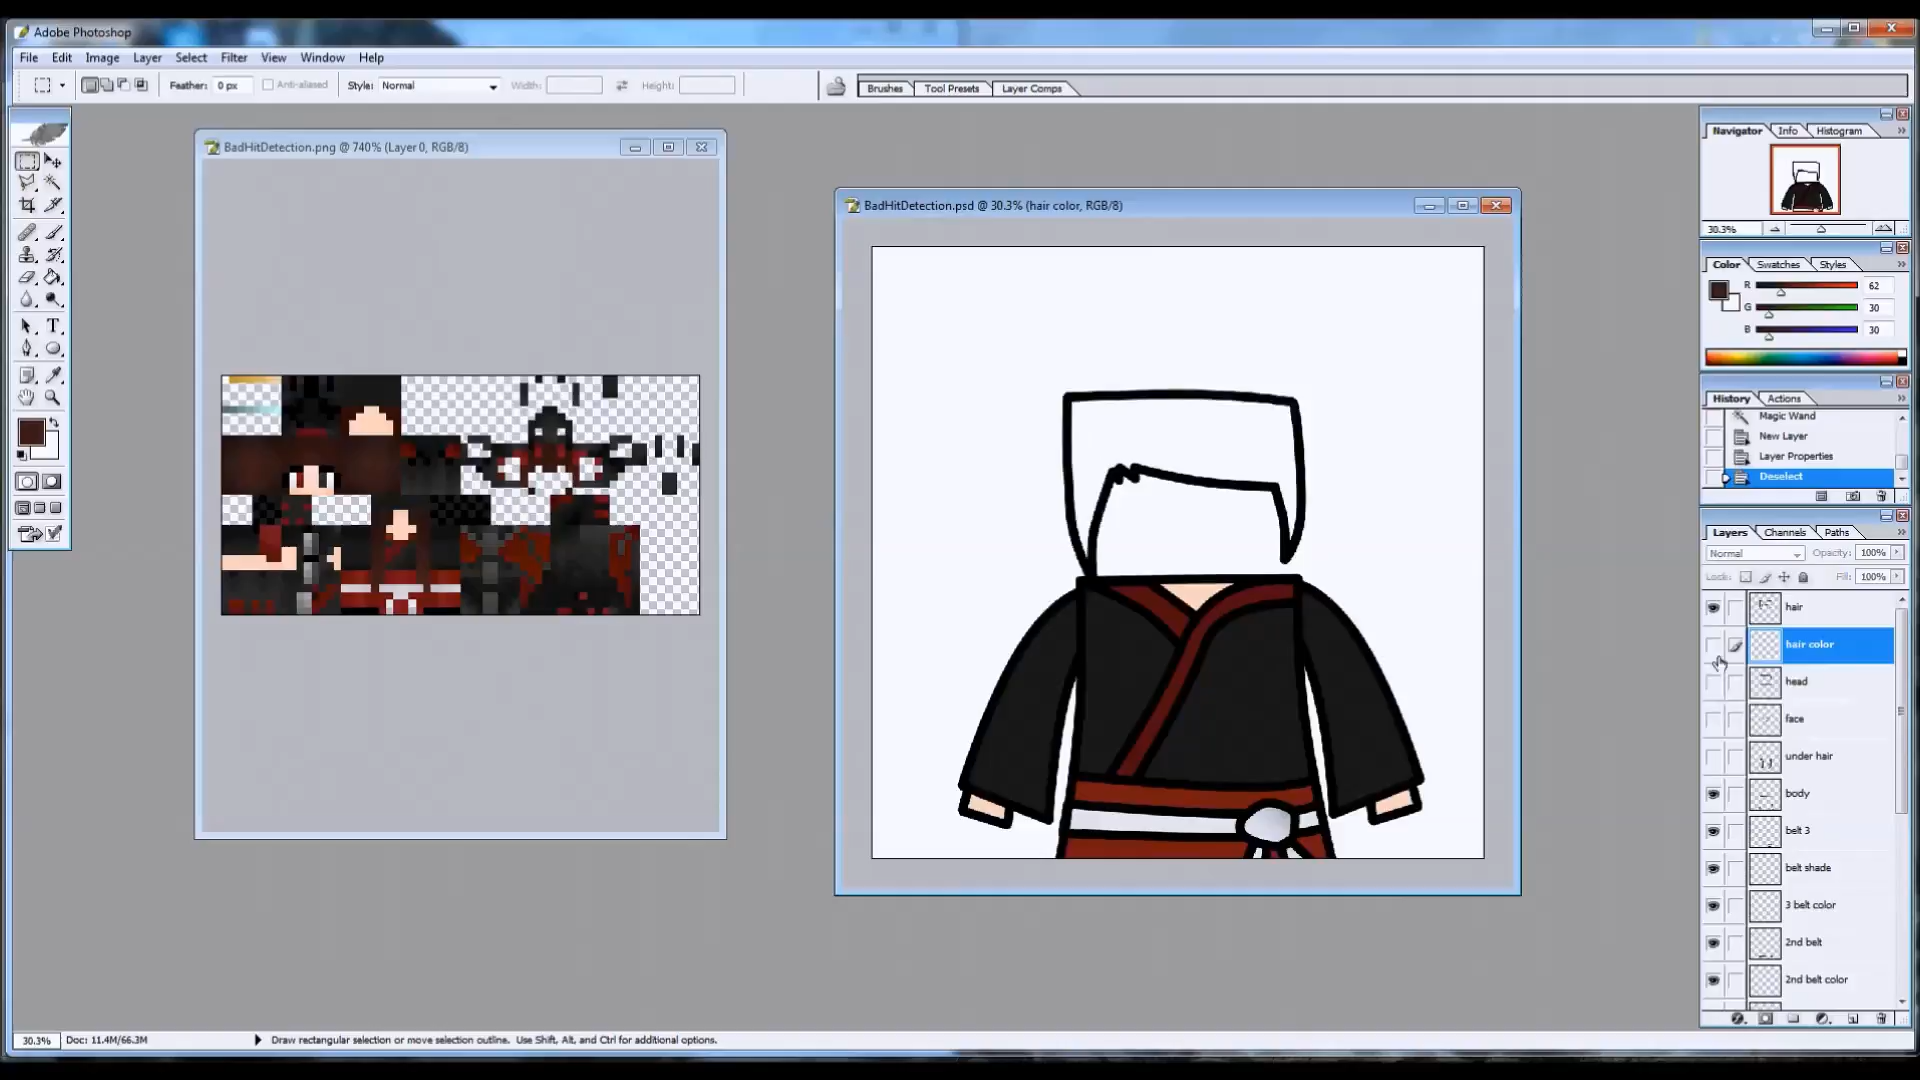 Adobe Photoshop
File Edit Image Layer Select Filter View Window Help
Feather: 0 px Anti-aliased Style: Normal Width: Height: Brushes Tool Presets Layer Comps
BadHitDetection.png @ 740% (Layer 0, RGB/8)
BadHitDetection.psd @ 30.3% (hair color, RGB/8)
Navigator Info Histogram
30.3%
Color Swatches Styles
R 62
G 30
B 30
History Actions
Magic Wand
New Layer
Layer Properties
Deselect
Layers Channels Paths
Normal Opacity: 100%
Lock: Fill: 100%
hair
hair color
head
face
under hair
body
belt 3
belt shade
3 belt color
2nd belt
2nd belt color
30.3% Doc: 11.4M/66.3M Draw rectangular selection or move selection outline. Use Shift, Alt, and Ctrl for additional options.